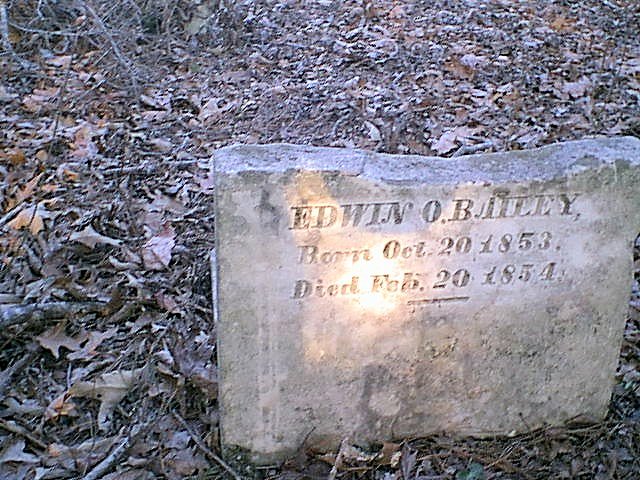 EDWIN O. BAILEY,
Born Oct. 20 1853.
Died Feb. 20 1854.